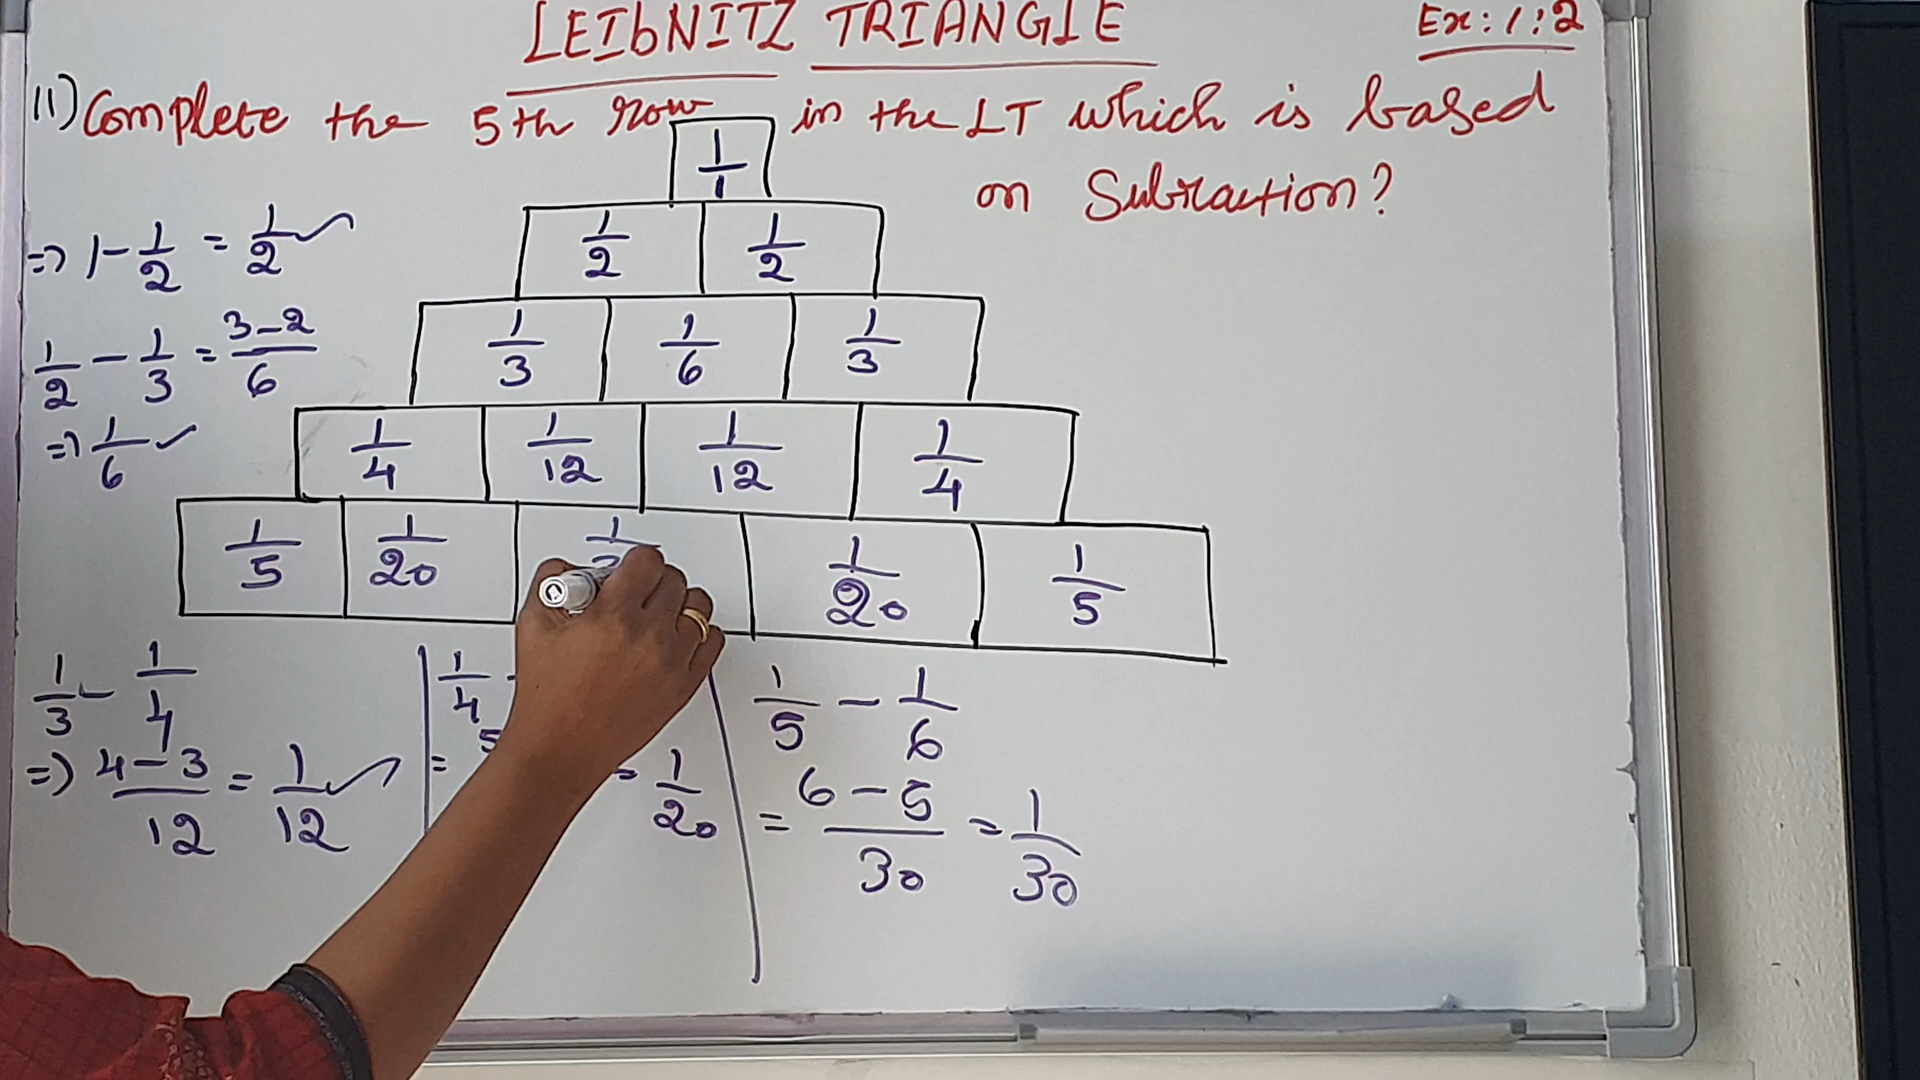 LEIbNITZ TRIANGLE
Ex: 1:2
11) Complete the 5th row in the LT which is based
on Subraction?
1/1
1/2 1/2
1/3 1/6 1/3
1/4 1/12 1/12 1/4
1/5 1/20 1/20 1/5
=> 1 - 1/2 = 1/2 ✓
1/2 - 1/3 = 3-2/6
=> 1/6 ✓
1/3 - 1/4
=> 4-3/12 = 1/12 ✓
1/4 -
= 5 = 1/20
1/5 - 1/6
= 6-5/30 = 1/30